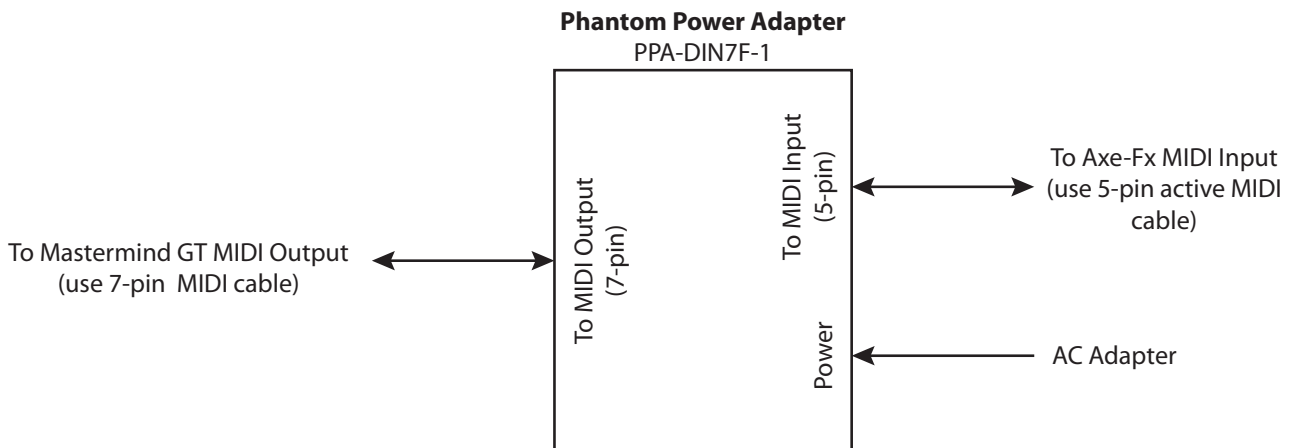 Phantom Power Adapter
PPA-DIN7F-1
To Mastermind GT MIDI Output
(use 7-pin MIDI cable)
To MIDI Output
(7-pin)
To MIDI Input
(5-pin)
Power
To Axe-Fx MIDI Input
(use 5-pin active MIDI
cable)
AC Adapter